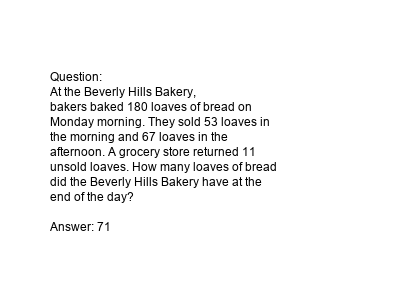 Question:
At the Beverly Hills Bakery,
bakers baked 180 loaves of bread on
Monday morning. They sold 53 loaves in
the morning and 67 loaves in the
afternoon. A grocery store returned 11
unsold loaves. How many loaves of bread
did the Beverly Hills Bakery have at the
end of the day?

Answer: 71